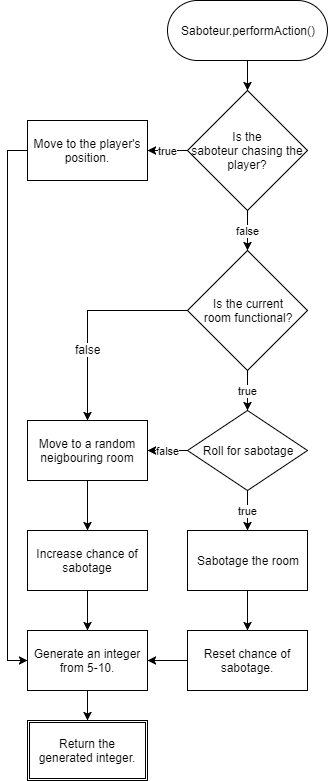 Saboteur.performAction()
Is the
saboteur chasing the
player?
true
Move to the player's
position.
false
Is the current
room functional?
false
true
Move to a random
neigbouring room
false
Roll for sabotage
true
Increase chance of
sabotage
Sabotage the room
Generate an integer
from 5-10.
Reset chance of
sabotage.
Return the
generated integer.